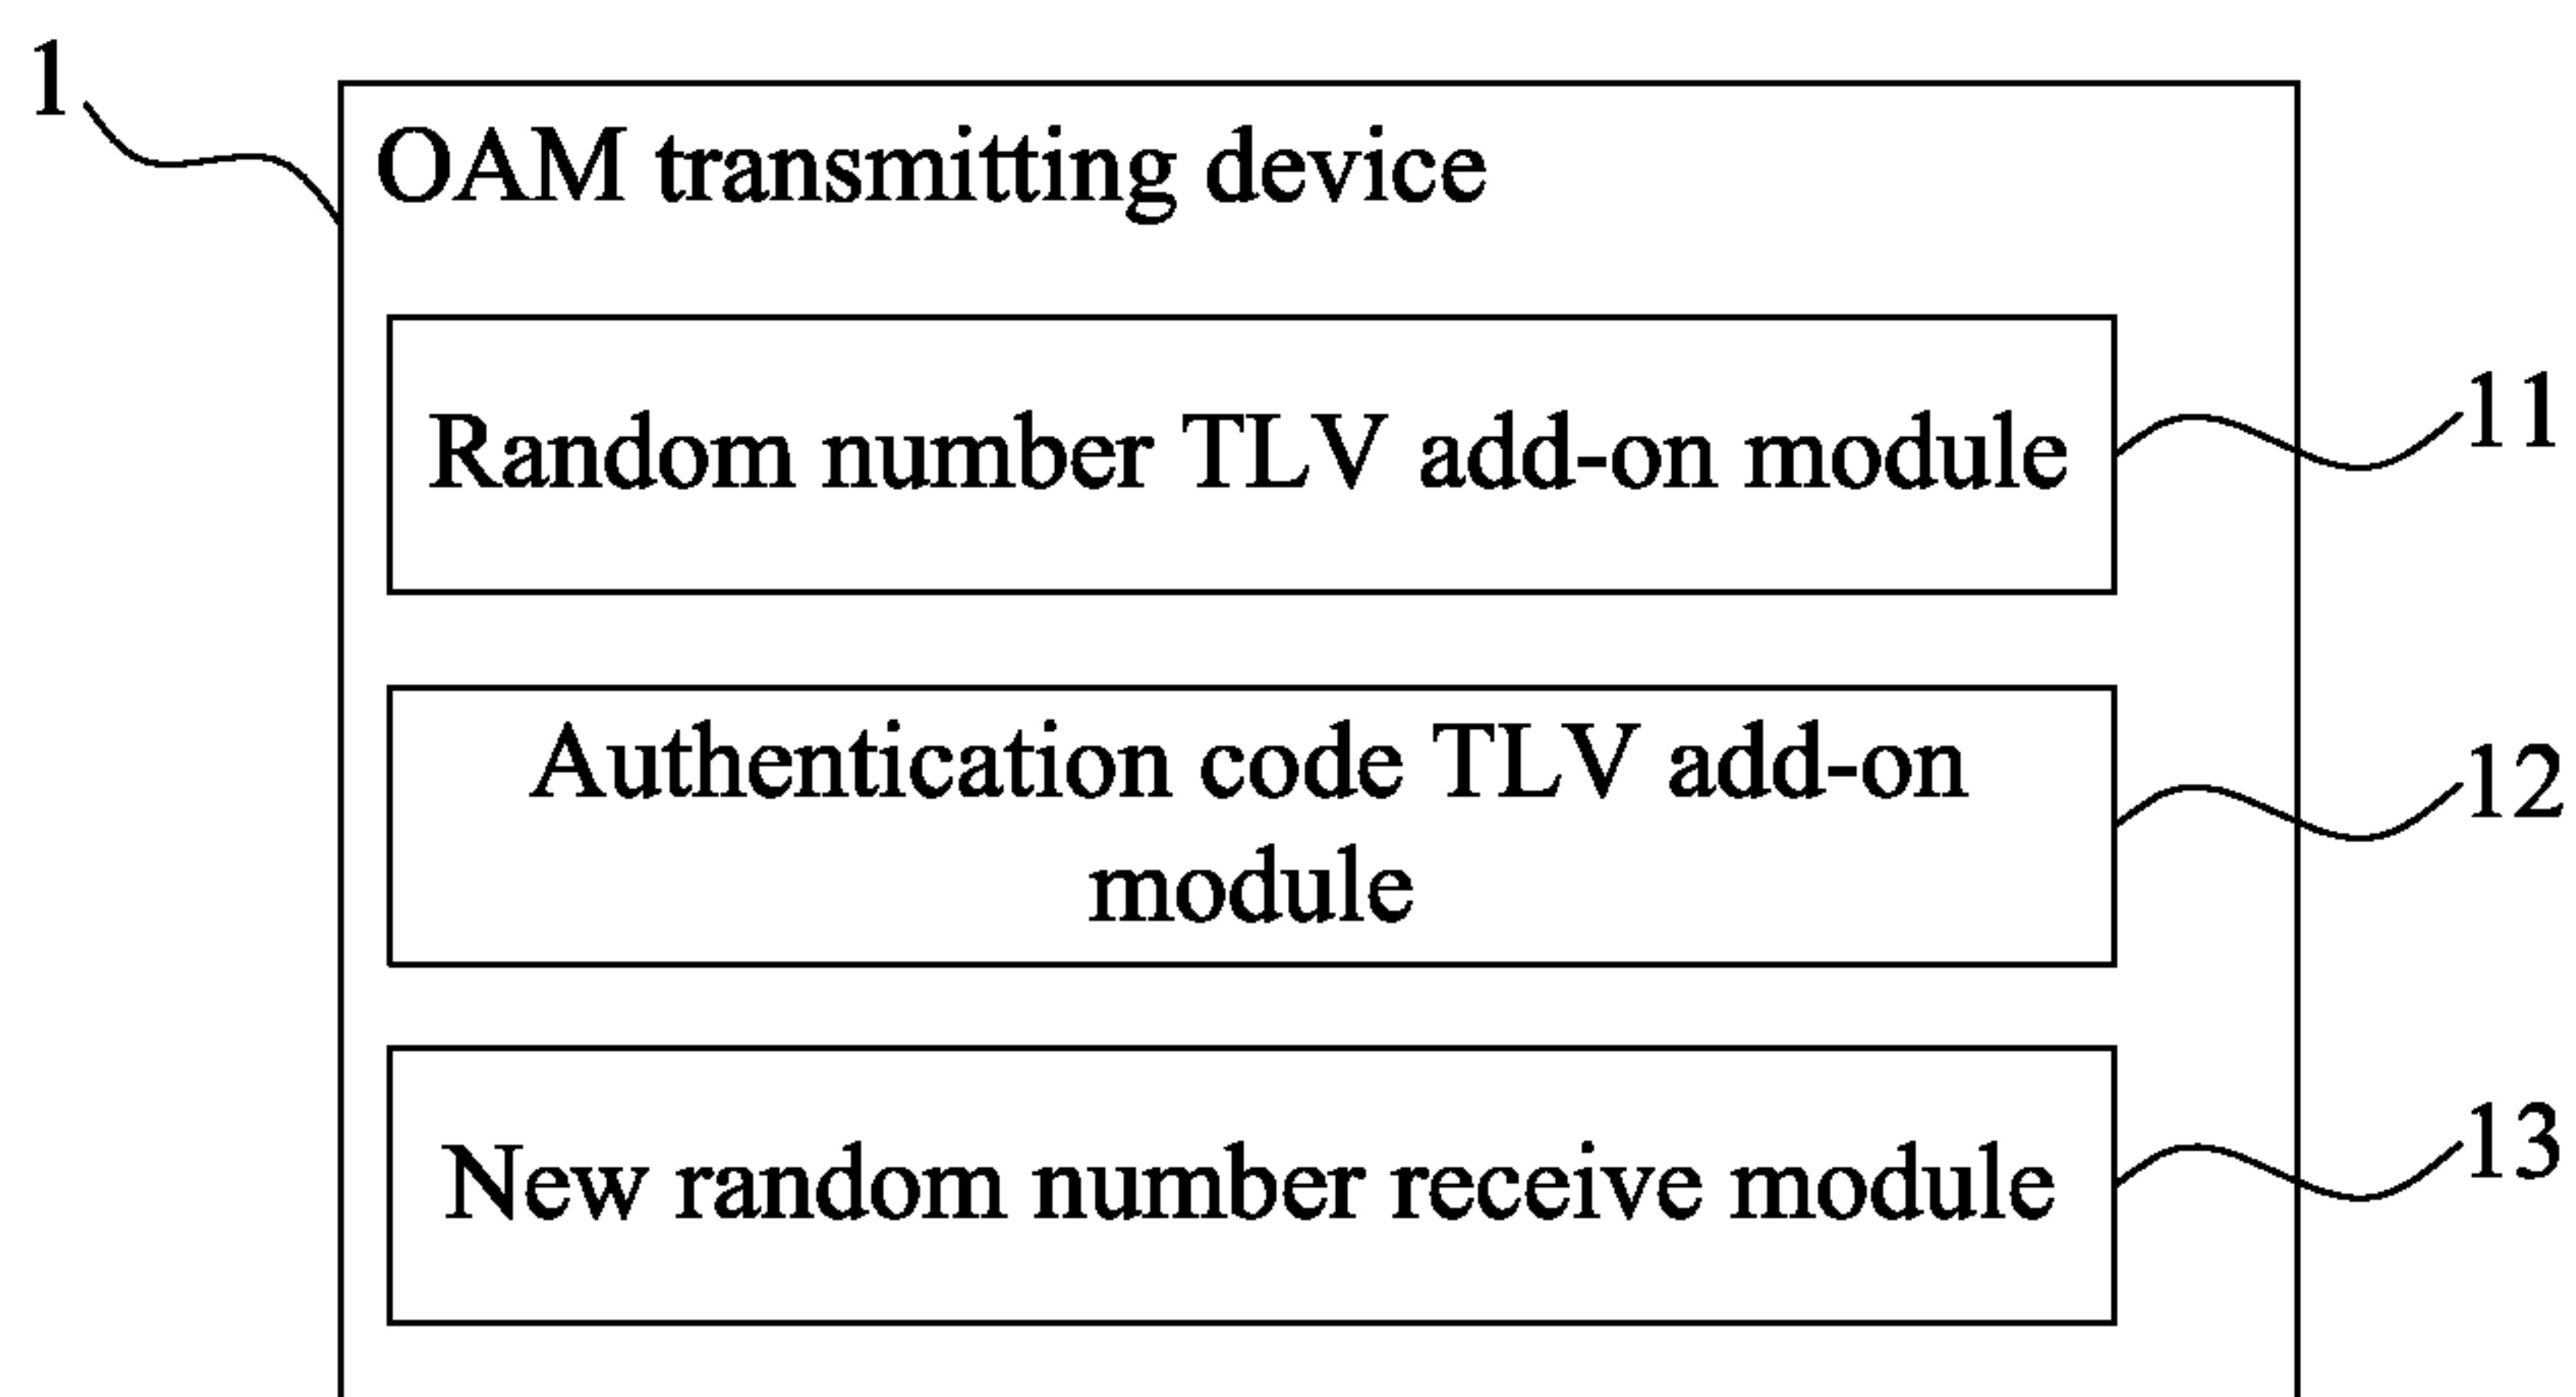 1
OAM transmitting device
Random number TLV add-on module
11
Authentication code TLV add-on
module
12
New random number receive module
13